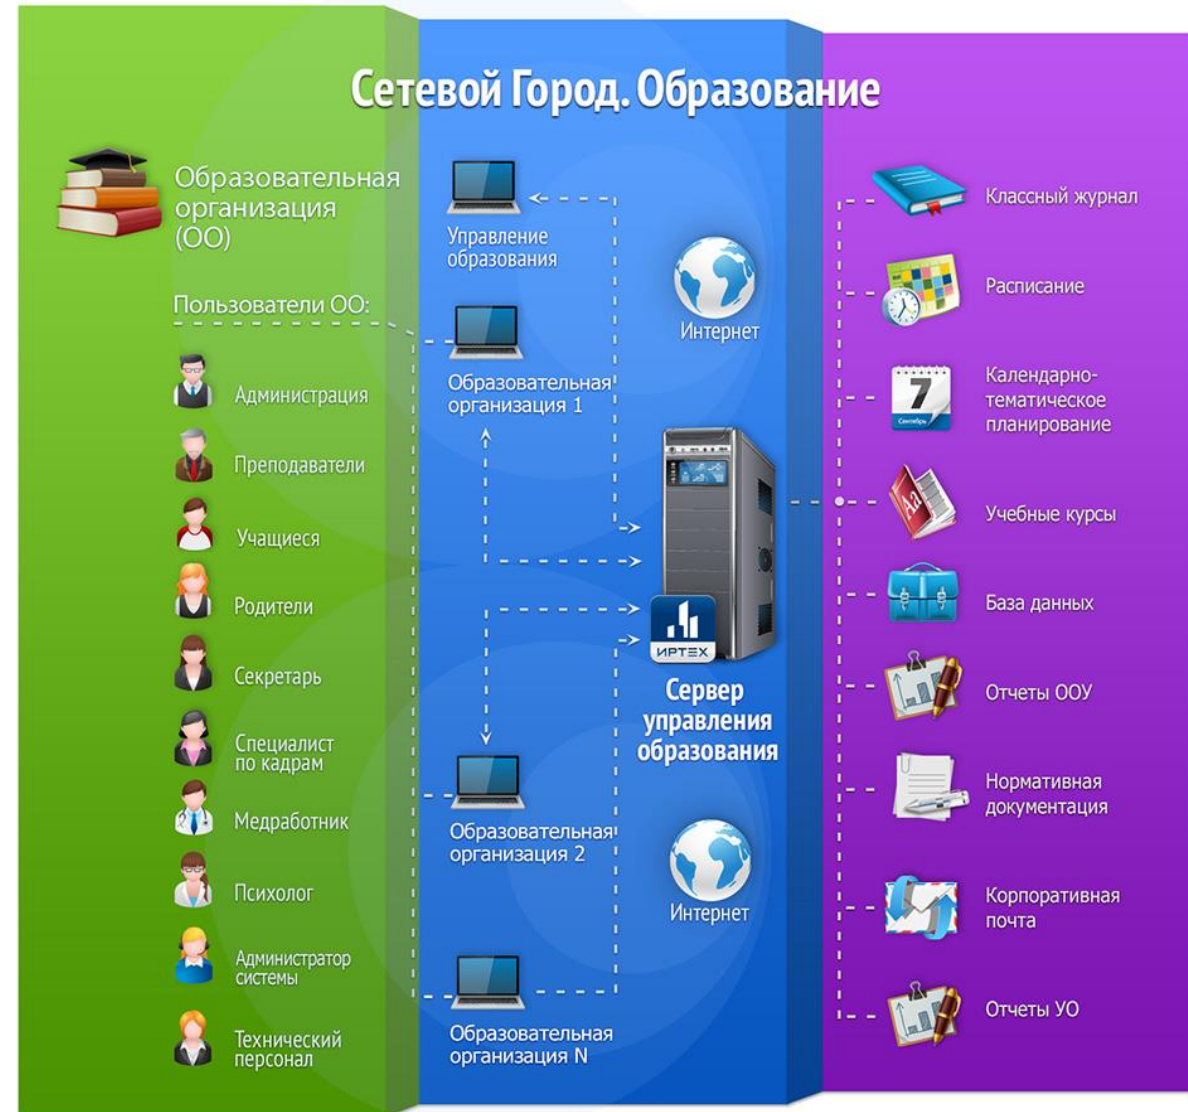 Сетевой Город. Образование
Образовательная
организация
(ОО)
Пользователи ОО:
Администрация
Преподаватели
Учащиеся
Родители
Секретарь
Специалист
по кадрам
Медработник
Психолог
Администратор
системы
Технический
персонал
Управление
образования
Образовательная
организация 1
Интернет
ИРТЕХ
Сервер
управления
образования
Образовательная
организация 2
Интернет
Образовательная
организация N
Классный журнал
Расписание
7
Сентябрь
Календарно-
тематическое
планирование
Aa
Учебные курсы
База данных
Отчеты ООУ
Нормативная
документация
Корпоративная
почта
Отчеты УО